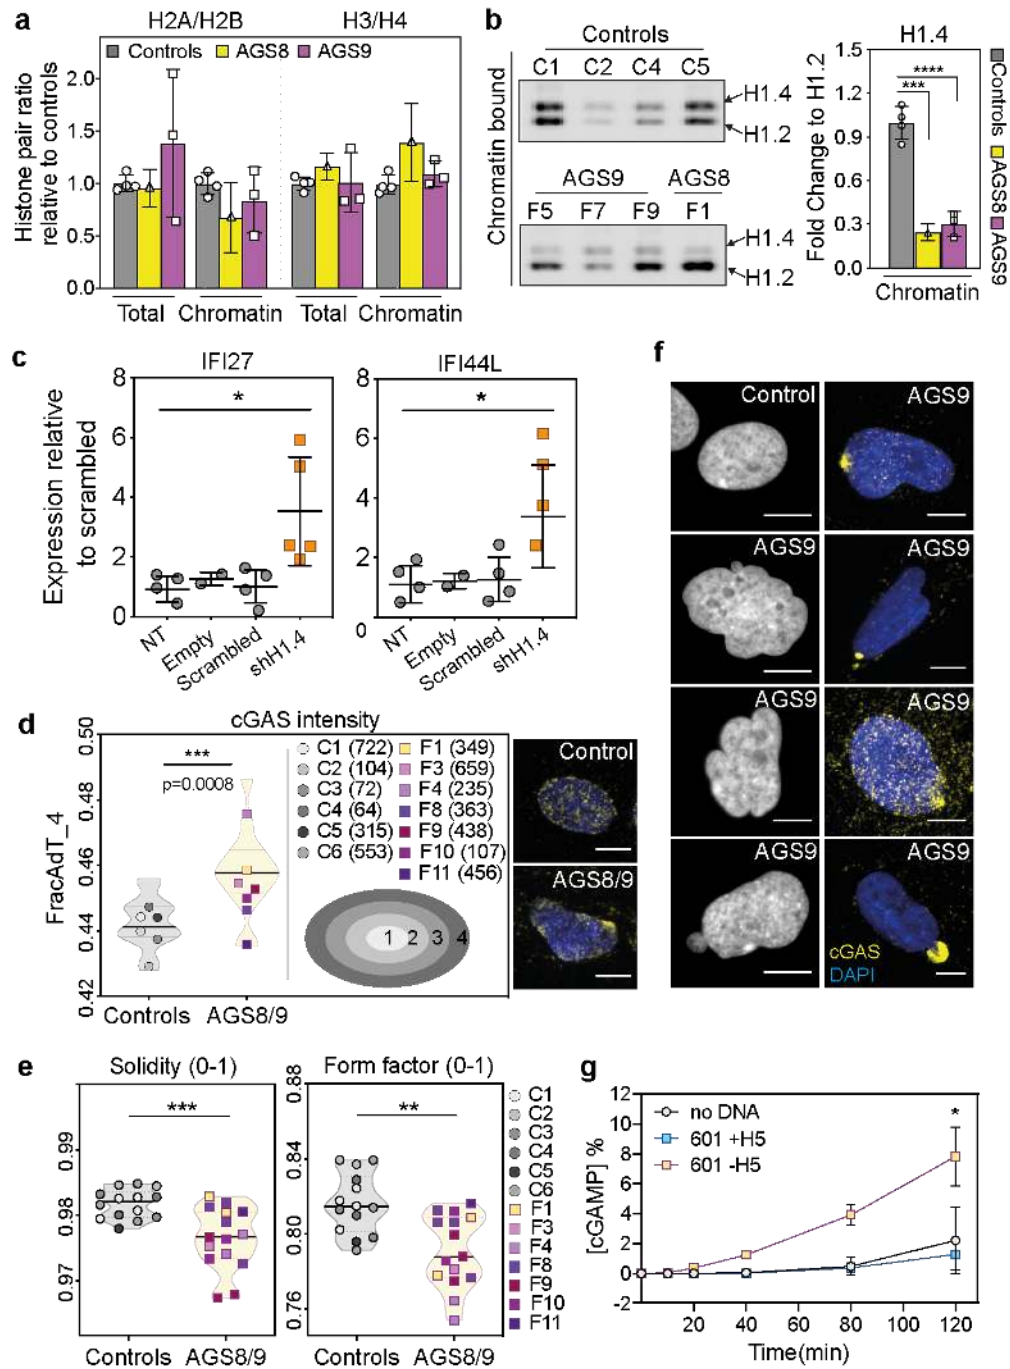 a
H2A/H2B
H3/H4
Controls AGS8 AGS9
Histone pair ratio
relative to controls
2.0
1.5
1.0
0.5
0.0
Total Chromatin Total Chromatin
b
Controls
C1 C2 C4 C5
H1.4
H1.2
Chromatin bound
AGS9 AGS8
F5 F7 F9 F1
H1.4
H1.2
H1.4
Fold Change to H1.2
1.5
1.2
0.9
0.6
0.3
0.0
****
***
Chromatin
Controls AGS8 AGS9
c
IFI27
Expression relative
to scrambled
8
6
4
2
0
*
NT Empty Scrambled shH1.4
IFI44L
8
6
4
2
0
*
NT Empty Scrambled shH1.4
d
cGAS intensity
FracAdT_4
0.50
0.48
0.46
0.44
0.42
***
p=0.0008
Controls AGS8/9
C1 (722) F1 (349)
C2 (104) F3 (659)
C3 (72) F4 (235)
C4 (64) F8 (363)
C5 (315) F9 (438)
C6 (553) F10 (107)
F11 (456)
1 2 3 4
Control
AGS8/9
e
Solidity (0-1)
0.99
0.98
0.97
***
Controls AGS8/9
Form factor (0-1)
0.88
0.84
0.80
0.76
**
Controls AGS8/9
C1
C2
C3
C4
C5
C6
F1
F3
F4
F8
F9
F10
F11
f
Control
AGS9
AGS9
AGS9
AGS9
AGS9
AGS9
AGS9
cGAS
DAPI
g
[cGAMP] %
12
10
8
6
4
2
0
-2
no DNA
601 +H5
601 -H5
*
20 40 60 80 100 120
Time(min)